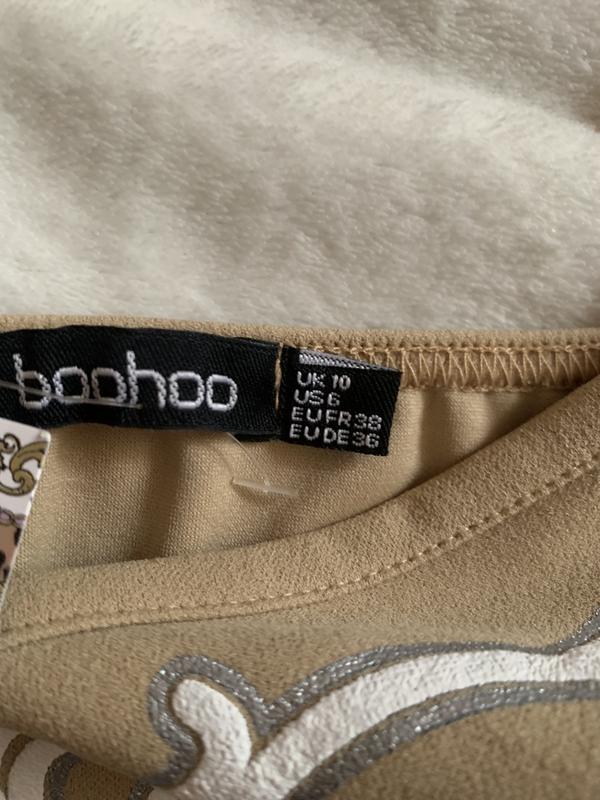 boohoo
UK 10
US 6
EU FR 38
EU DE 36